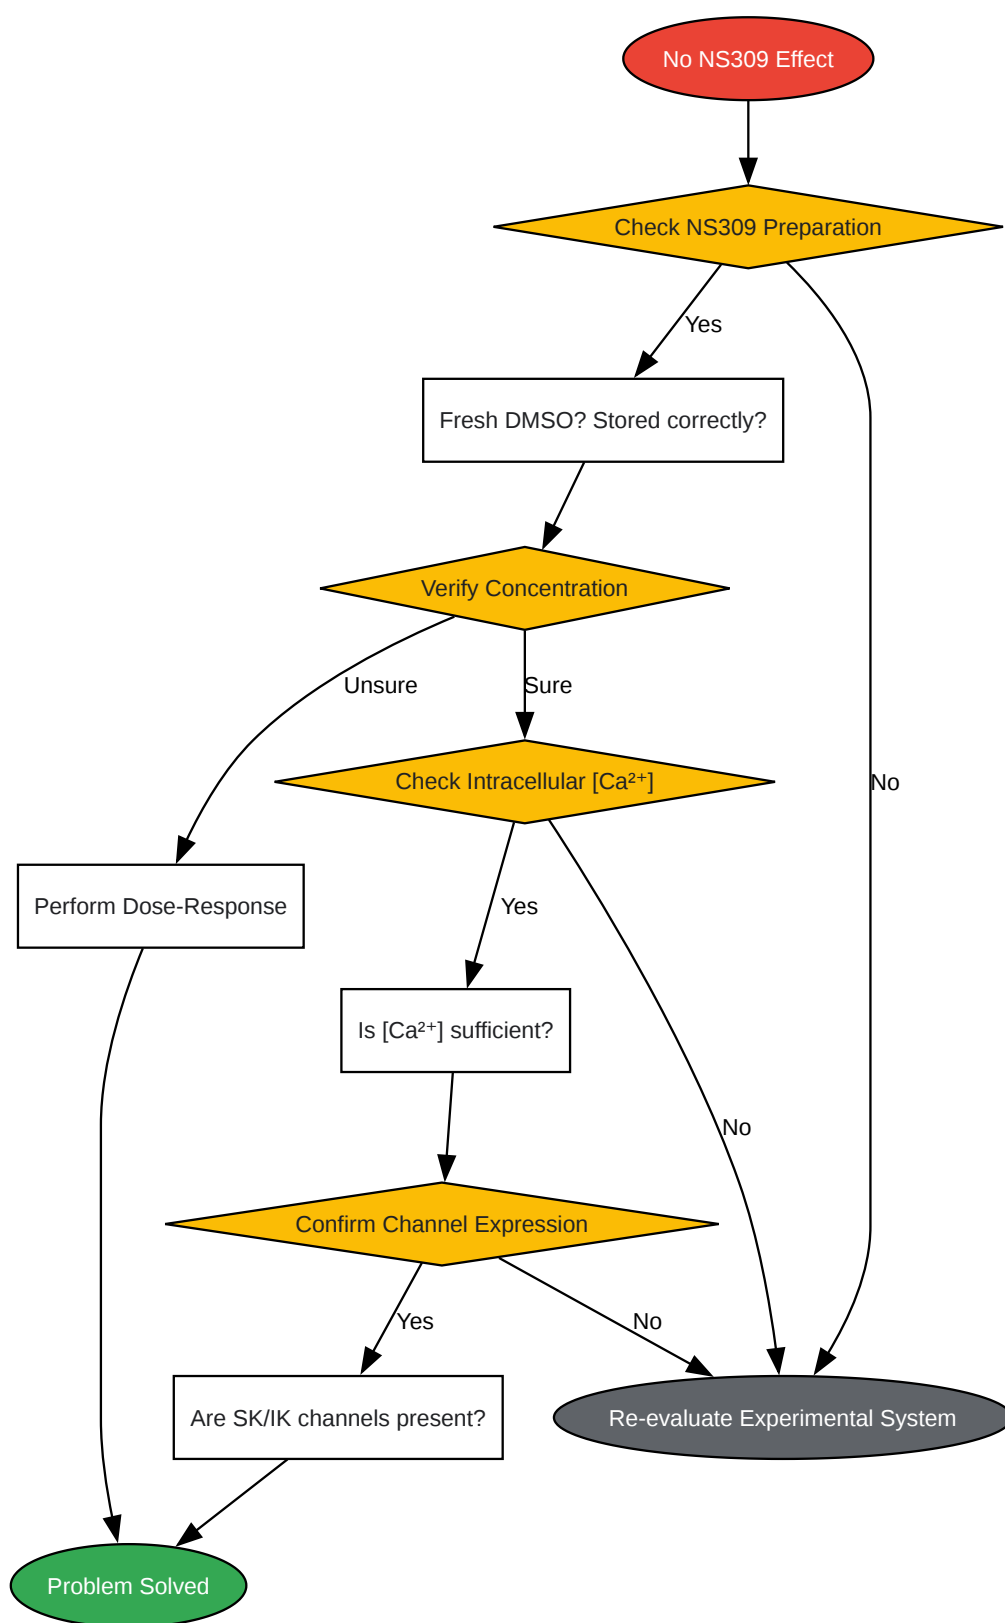 No NS309 Effect
Check NS309 Preparation
Yes
Fresh DMSO? Stored correctly?
Verify Concentration
Unsure
Sure
Check Intracellular [Ca²⁺]
No
Perform Dose-Response
Yes
Is [Ca²⁺] sufficient?
No
Confirm Channel Expression
Yes
No
Are SK/IK channels present?
Re-evaluate Experimental System
Problem Solved